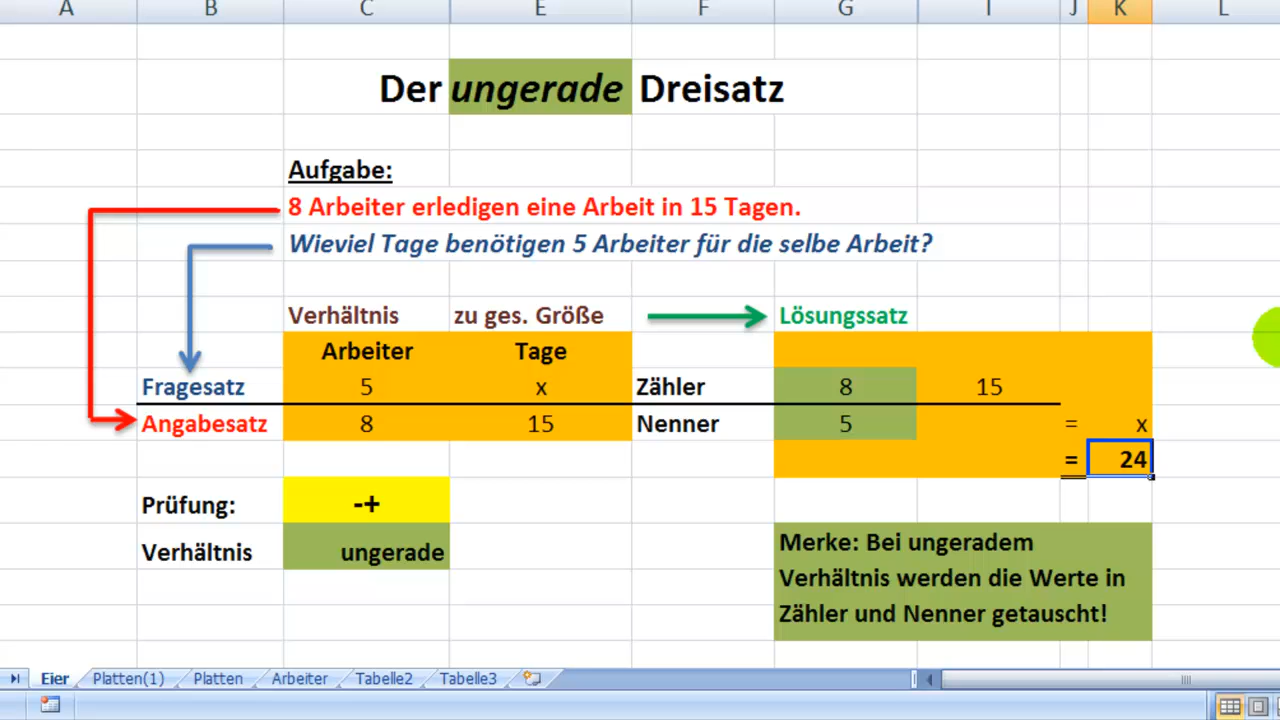 A B C E F G I J K L
Der ungerade Dreisatz
Aufgabe:
8 Arbeiter erledigen eine Arbeit in 15 Tagen.
Wieviel Tage benötigen 5 Arbeiter für die selbe Arbeit?
Verhältnis zu ges. Größe Lösungssatz
Arbeiter Tage
Fragesatz 5 x Zähler 8 15
Angabesatz 8 15 Nenner 5 = x
= 24
Prüfung: -+
Verhältnis ungerade
Merke: Bei ungeradem
Verhältnis werden die Werte in
Zähler und Nenner getauscht!
Eier Platten(1) Platten Arbeiter Tabelle2 Tabelle3